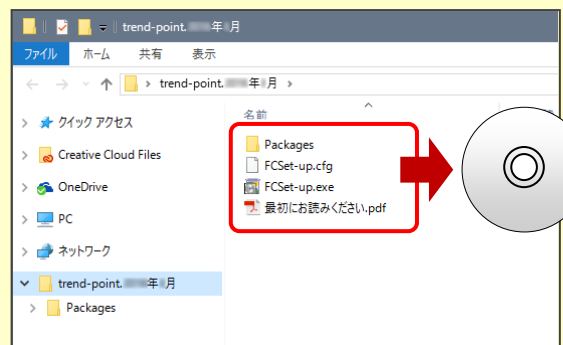 trend-point. 年 月
ファイル ホーム 共有 表示
trend-point. 年 月
名前
クイック アクセス
Creative Cloud Files
OneDrive
PC
ネットワーク
trend-point. 年 月
Packages
Packages
FCSet-up.cfg
FCSet-up.exe
最初にお読みください.pdf